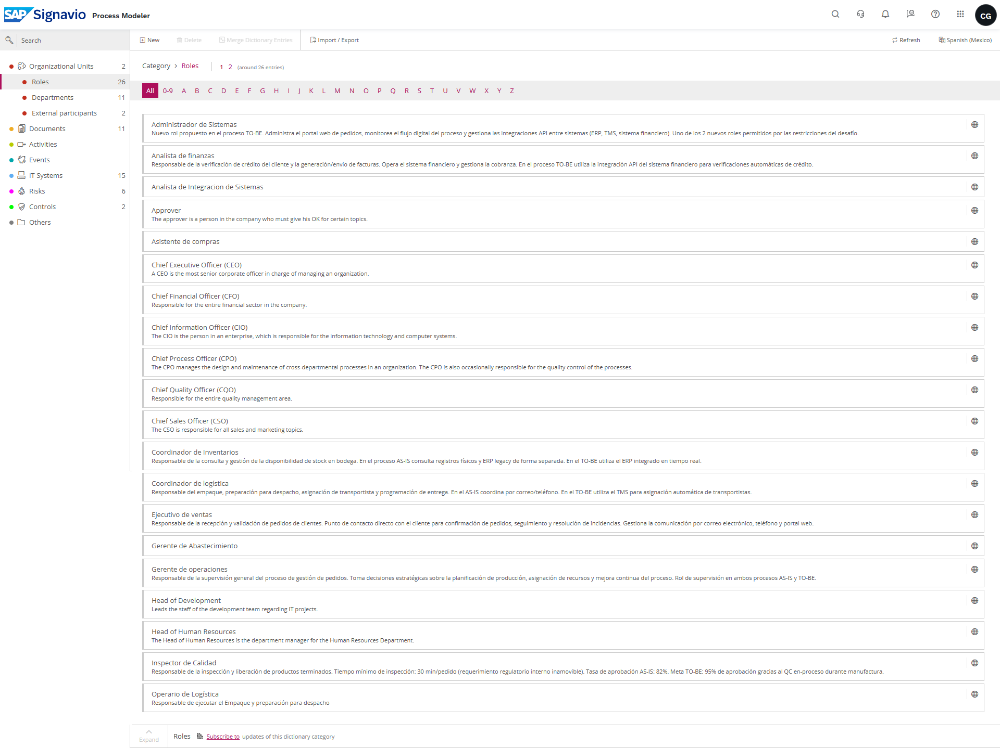 SAP Signavio Process Modeler
CG
Search
New
Delete
Merge Dictionary Entries
Import / Export
Refresh
Spanish (Mexico)
Organizational Units 2
Roles 26
Departments 11
External participants 2
Documents 11
Activities
Events
IT Systems 15
Risks 6
Controls 2
Others
Category > Roles 1 2 (around 26 entries)
All 0-9 A B C D E F G H I J K L M N O P Q R S T U V W X Y Z
Administrador de Sistemas
Nuevo rol propuesto en el proceso TO-BE. Administra el portal web de pedidos, monitorea el flujo digital del proceso y gestiona las integraciones API entre sistemas (ERP, TMS, sistema financiero). Uno de los 2 nuevos roles permitidos por las restricciones del desafío.
Analista de finanzas
Responsable de la verificación de crédito del cliente y la generación/envío de facturas. Opera el sistema financiero y gestiona la cobranza. En el proceso TO-BE utiliza la integración API del sistema financiero para verificaciones automáticas de crédito.
Analista de Integracion de Sistemas
Approver
The approver is a person in the company who must give his OK for certain topics.
Asistente de compras
Chief Executive Officer (CEO)
A CEO is the most senior corporate officer in charge of managing an organization.
Chief Financial Officer (CFO)
Responsible for the entire financial sector in the company.
Chief Information Officer (CIO)
The CIO is the person in an enterprise, which is responsible for the information technology and computer systems.
Chief Process Officer (CPO)
The CPO manages the design and maintenance of cross-departmental processes in an organization. The CPO is also occasionally responsible for the quality control of the processes.
Chief Quality Officer (CQO)
Responsible for the entire quality management area.
Chief Sales Officer (CSO)
The CSO is responsible for all sales and marketing topics.
Coordinador de Inventarios
Responsable de la consulta y gestión de la disponibilidad de stock en bodega. En el proceso AS-IS consulta registros físicos y ERP legacy de forma separada. En el TO-BE utiliza el ERP integrado en tiempo real.
Coordinador de logística
Responsable del empaque, preparación para despacho, asignación de transportista y programación de entrega. En el AS-IS coordina por correo/teléfono. En el TO-BE utiliza el TMS para asignación automática de transportistas.
Ejecutivo de ventas
Responsable de la recepción y validación de pedidos de clientes. Punto de contacto directo con el cliente para confirmación de pedidos, seguimiento y resolución de incidencias. Gestiona la comunicación por correo electrónico, teléfono y portal web.
Gerente de Abastecimiento
Gerente de operaciones
Responsable de la supervisión general del proceso de gestión de pedidos. Toma decisiones estratégicas sobre la planificación de producción, asignación de recursos y mejora continua del proceso. Rol de supervisión en ambos procesos AS-IS y TO-BE.
Head of Development
Leads the staff of the development team regarding IT projects.
Head of Human Resources
The Head of Human Resources is the department manager for the Human Resources Department.
Inspector de Calidad
Responsable de la inspección y liberación de productos terminados. Tiempo mínimo de inspección: 30 min/pedido (requerimiento regulatorio interno inamovible). Tasa de aprobación AS-IS: 82%. Meta TO-BE: 95% de aprobación gracias al QC en-proceso durante manufactura.
Operario de Logística
Responsable de ejecutar el Empaque y preparación para despacho
Expand
Roles Subscribe to updates of this dictionary category